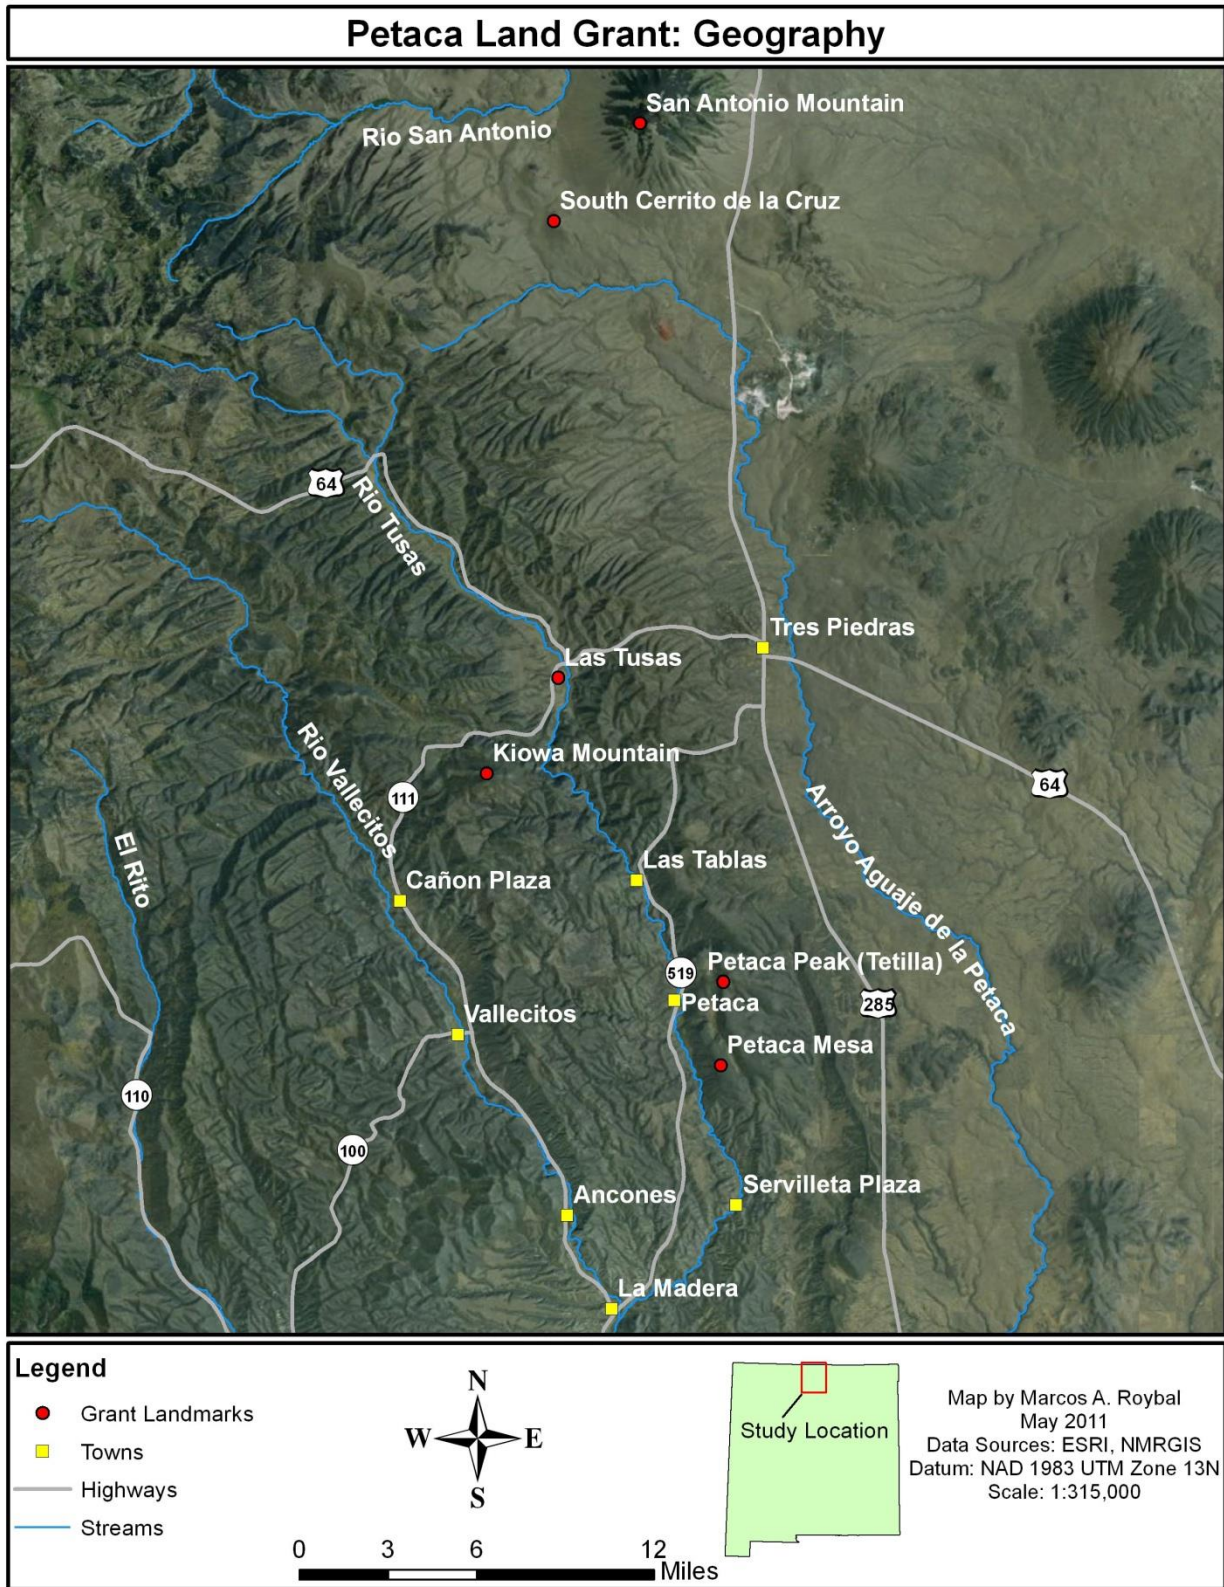 Petaca Land Grant: Geography
San Antonio Mountain
Rio San Antonio
South Cerrito de la Cruz
64
Rio Tusas
Tres Piedras
Las Tusas
Rio Vallecitos
Kiowa Mountain
111
64
Arroyo Aguaje de la Petaca
El Rito
Las Tablas
Cañon Plaza
Petaca Peak (Tetilla)
519
Petaca
285
Vallecitos
Petaca Mesa
110
100
Servilleta Plaza
Ancones
La Madera
Legend
Grant Landmarks
Towns
Highways
Streams
N
W E
S
0 3 6 12
Miles
Study Location
Map by Marcos A. Roybal
May 2011
Data Sources: ESRI, NMRGIS
Datum: NAD 1983 UTM Zone 13N
Scale: 1:315,000